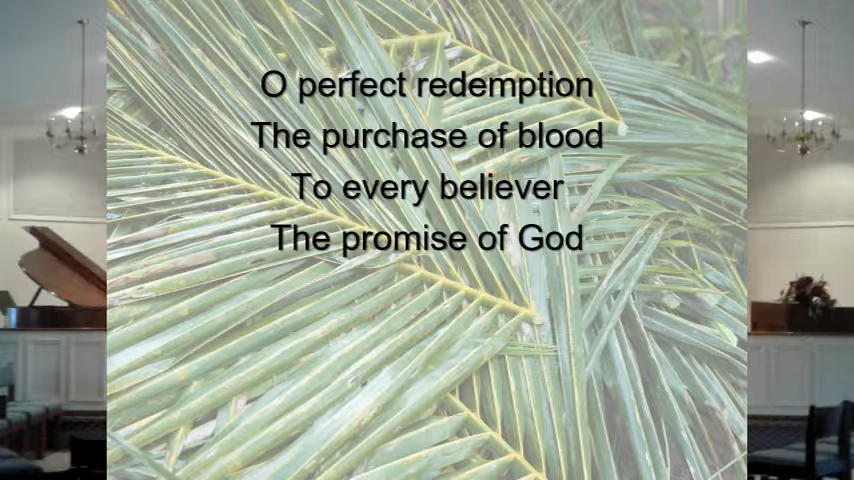 O perfect redemption
The purchase of blood
To every believer
The promise of God